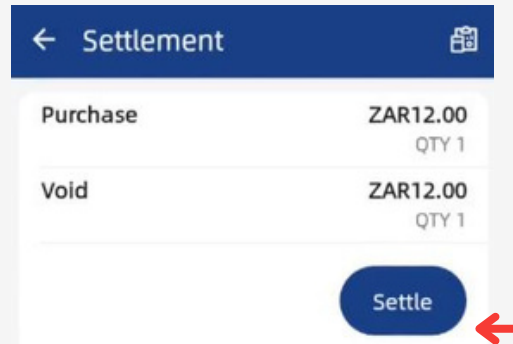 Settlement
Purchase ZAR12.00
QTY 1
Void ZAR12.00
QTY 1
Settle